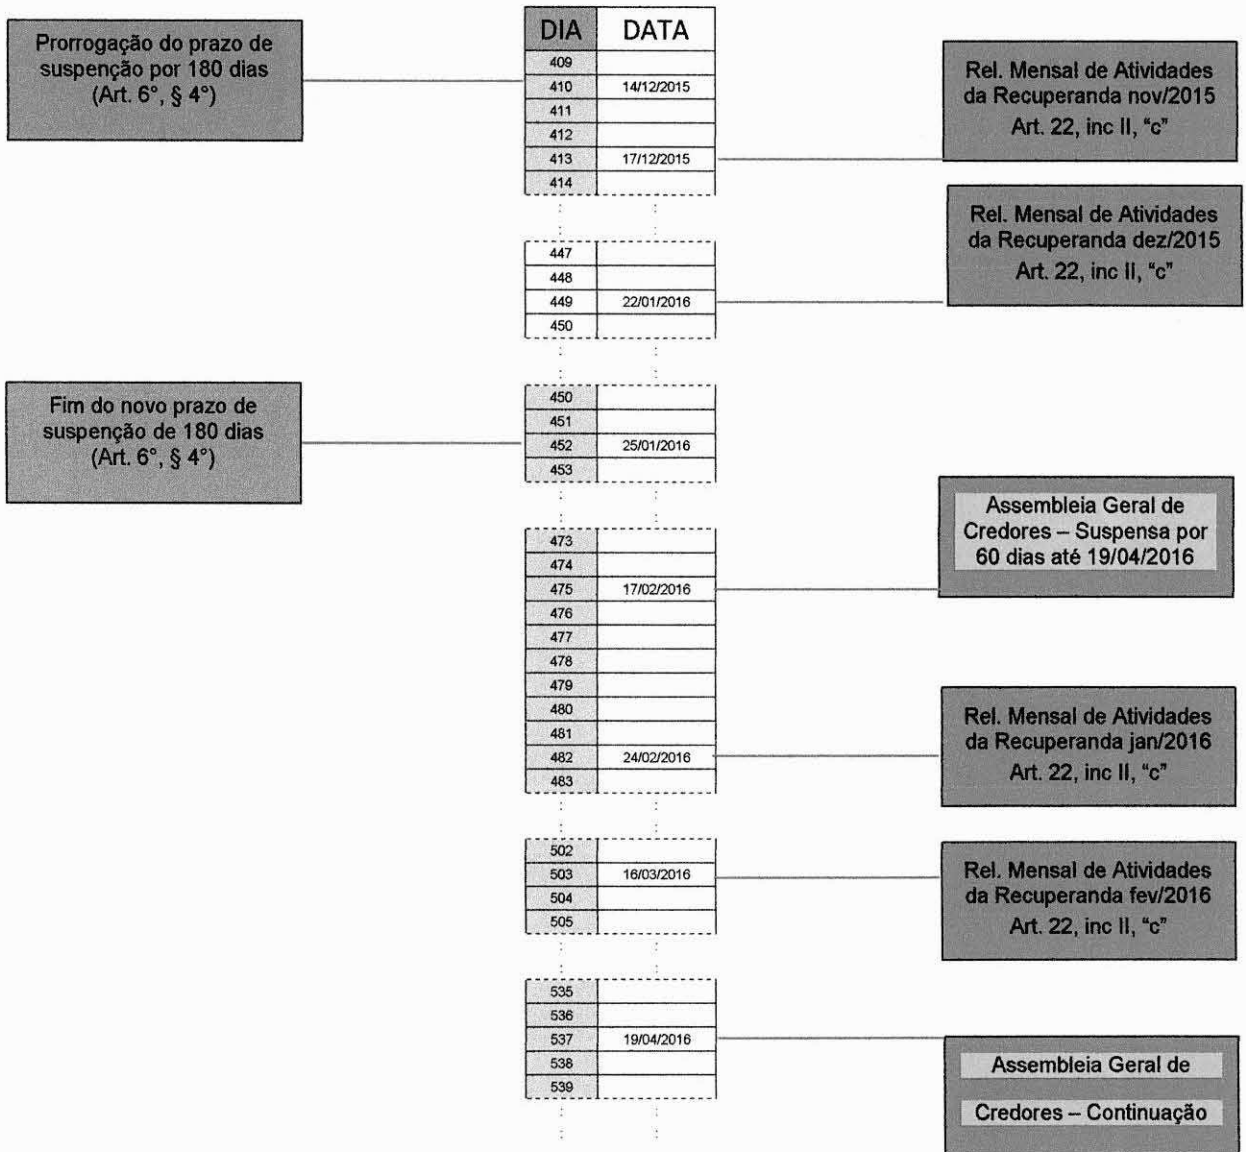 Prorrogação do prazo de
suspenção por 180 dias
(Art. 6°, § 4°)
DIA DATA
409
410 14/12/2015
411
412
413 17/12/2015
414
Rel. Mensal de Atividades
da Recuperanda nov/2015
Art. 22, inc II, “c”
Rel. Mensal de Atividades
da Recuperanda dez/2015
Art. 22, inc II, “c”
447
448
449 22/01/2016
450
Fim do novo prazo de
suspenção de 180 dias
(Art. 6°, § 4°)
450
451
452 25/01/2016
453
Assembleia Geral de
Credores – Suspensa por
60 dias até 19/04/2016
473
474
475 17/02/2016
476
477
478
479
480
481
482 24/02/2016
483
Rel. Mensal de Atividades
da Recuperanda jan/2016
Art. 22, inc II, “c”
502
503 16/03/2016
504
505
Rel. Mensal de Atividades
da Recuperanda fev/2016
Art. 22, inc II, “c”
535
536
537 19/04/2016
538
539
Assembleia Geral de
Credores – Continuação